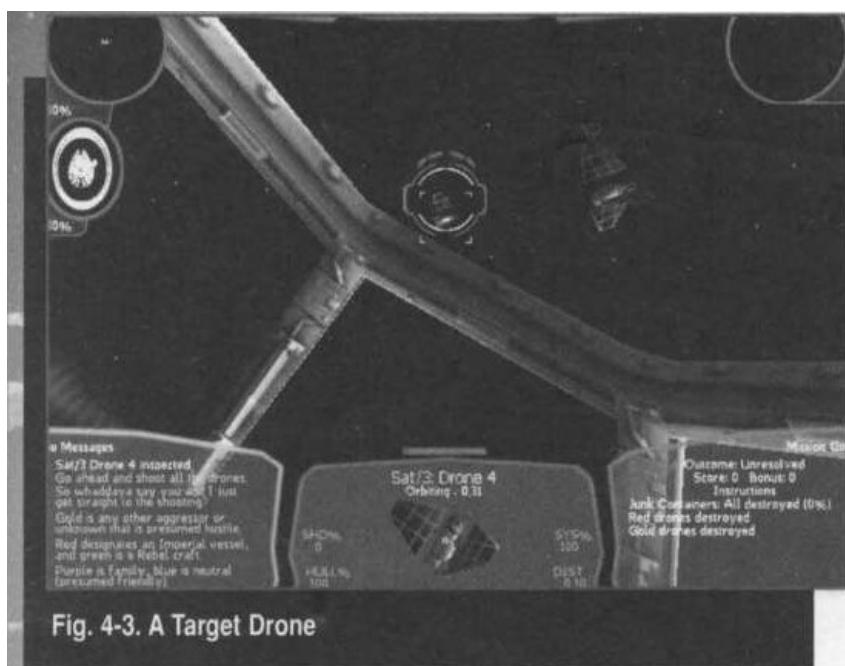 0%
0%
e Messages
Sat/3 Drone 4 inspected
Go ahead and shoot all the drones.
So whaddaya say you and I just
get straight to the shooting?
Gold is any other aggressor or
unknown that is presumed hostile.
Red designates an Imperial vessel,
and green is a Rebel craft.
Purple is family, blue is neutral
(presumed friendly)
Sat/3: Drone 4
Orbiting - 0.31
SHD%
0
SYS%
100
HULL%
100
DIST
0.10
Mission Go
Outcome: Unresolved
Score: 0 Bonus: 0
Instructions
Junk Containers: All destroyed (0%)
Red drones destroyed
Gold drones destroyed
Fig. 4-3. A Target Drone